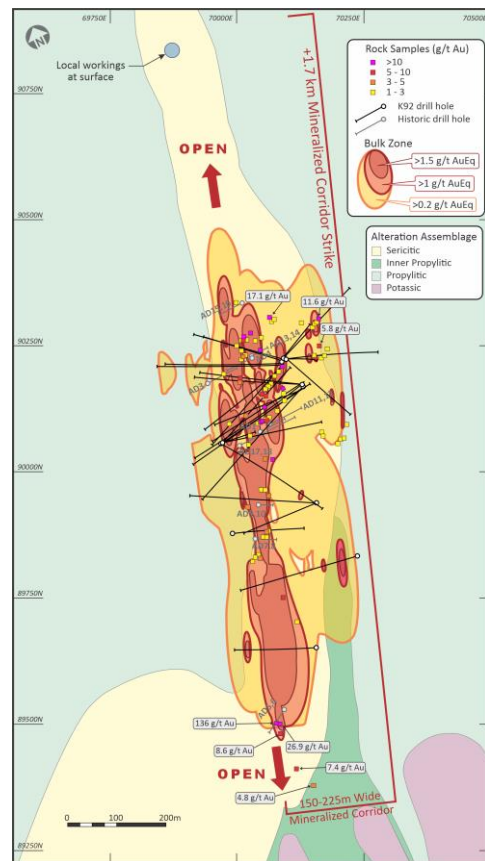 69750E
70000E
70250E
70500E
N
Local workings
at surface
90750N
90500N
90250N
90000N
89750N
89500N
89250N
+1.7 km Mineralized Corridor Strike
Rock Samples (g/t Au)
>10
5 - 10
3 - 5
1 - 3
K92 drill hole
Historic drill hole
Bulk Zone
>1.5 g/t AuEq
>1 g/t AuEq
>0.2 g/t AuEq
Alteration Assemblage
Sericitic
Inner Propylitic
Propylitic
Potassic
OPEN
17.1 g/t Au
11.6 g/t Au
5.8 g/t Au
136 g/t Au
8.6 g/t Au
26.9 g/t Au
OPEN
7.4 g/t Au
4.8 g/t Au
150-225m Wide
Mineralized Corridor
0
100
200m